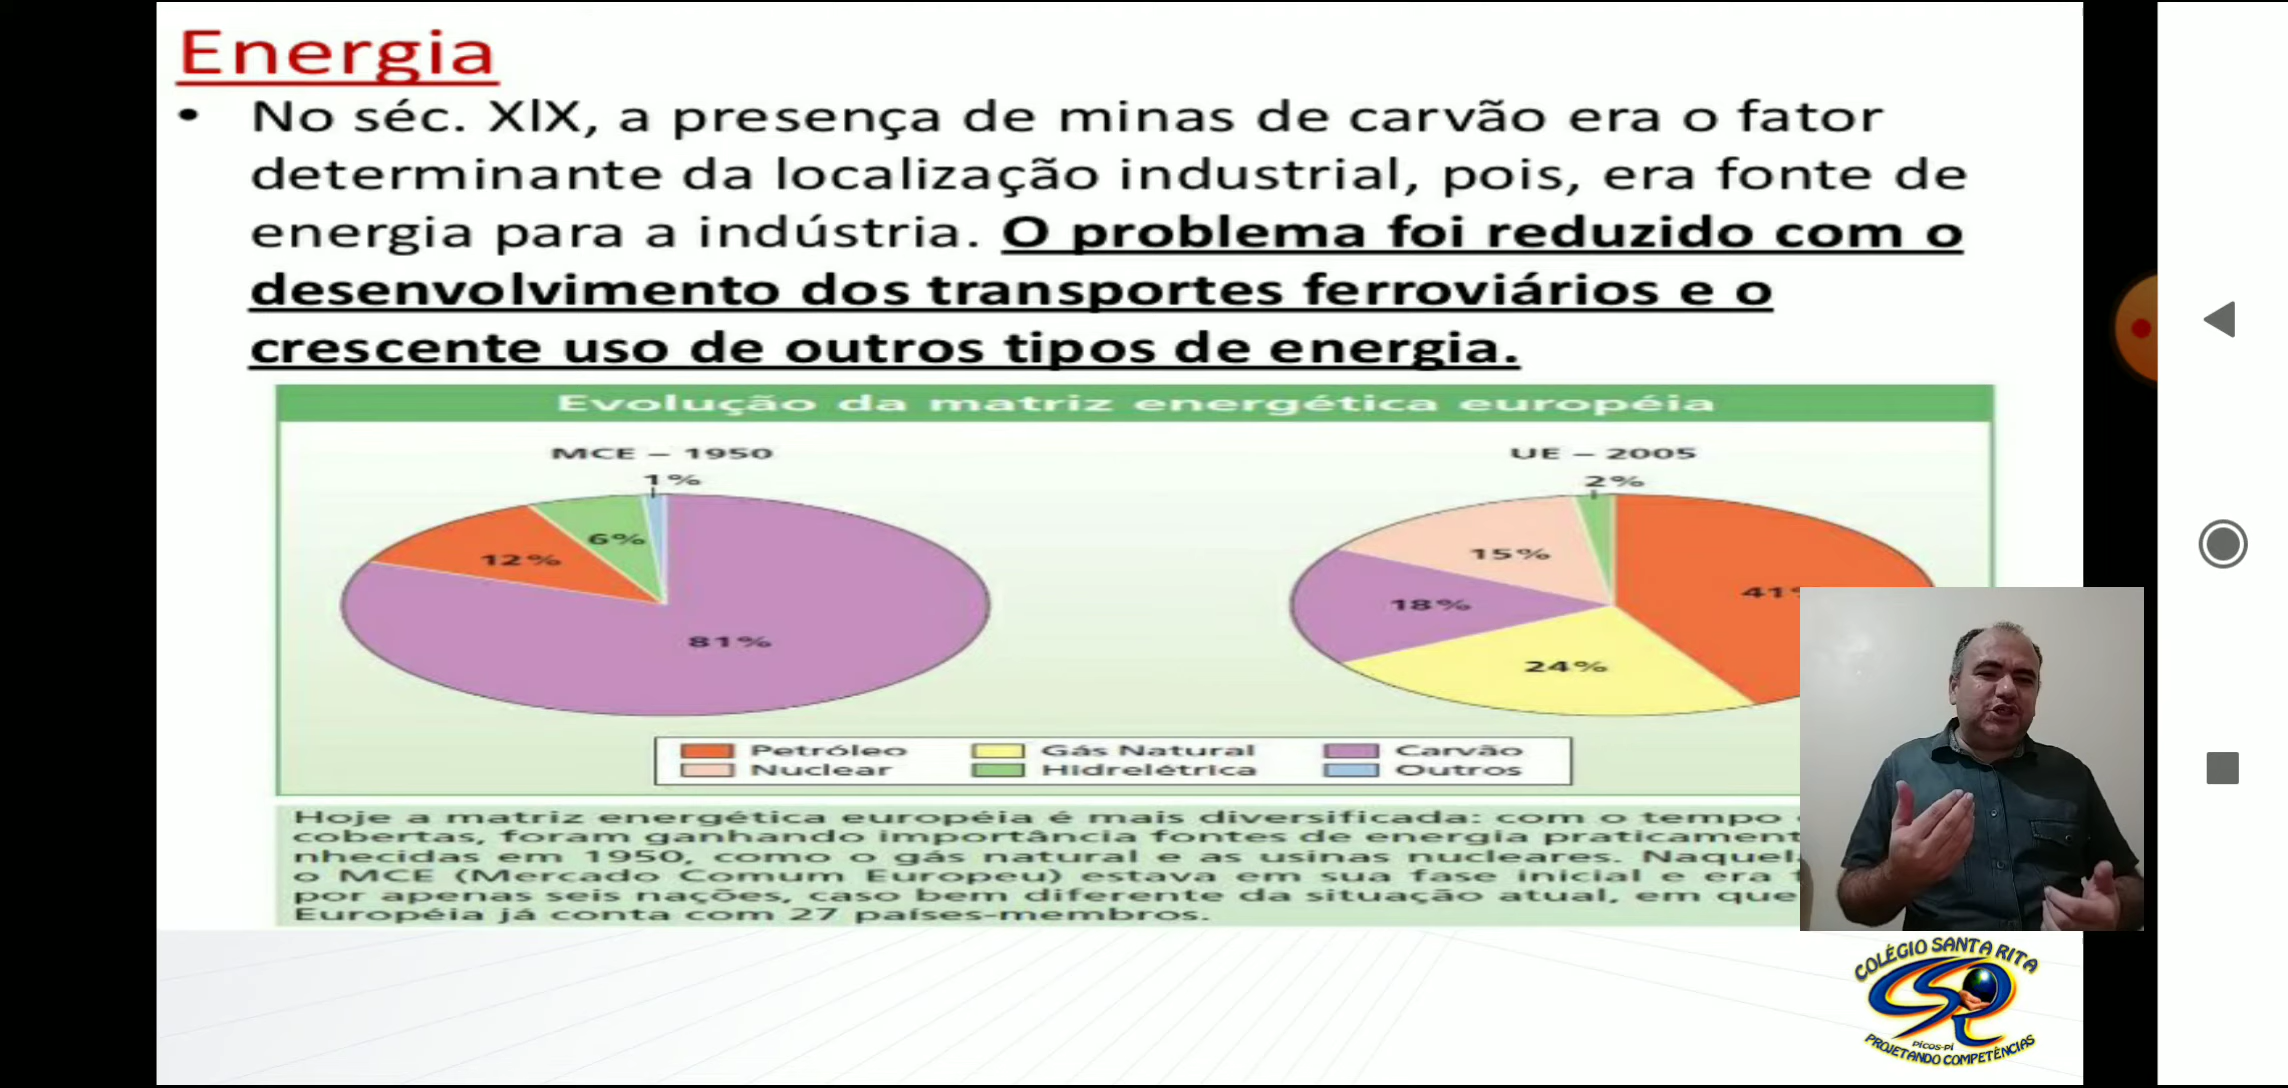 Energia
• No séc. XlX, a presença de minas de carvão era o fator
determinante da localização industrial, pois, era fonte de
energia para a indústria. O problema foi reduzido com o
desenvolvimento dos transportes ferroviários e o
crescente uso de outros tipos de energia.
Evolução da matriz energética européia
MCE – 1950
UE – 2005
1%
2%
6%
12%
81%
15%
41
18%
24%
Petróleo
Gás Natural
Carvão
Nuclear
Hidrelétrica
Outros
Hoje a matriz energética européia é mais diversificada: com o tempo
cobertas, foram ganhando importância fontes de energia praticament
nhecidas em 1950, como o gás natural e as usinas nucleares. Naquel
o MCE (Mercado Comum Europeu) estava em sua fase inicial e era
por apenas seis nações, caso bem diferente da situação atual, em que
Européia já conta com 27 países-membros.
COLÉGIO SANTA RITA
PICOS-PI
PROJETANDO COMPETÊNCIAS